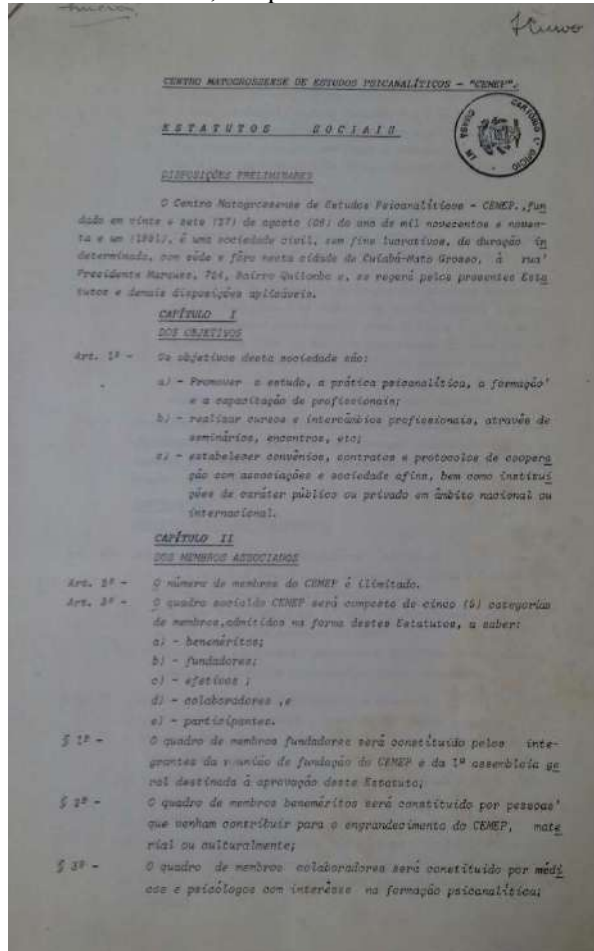 CENTRO MATOGROSSENSE DE ESTUDOS PSICANALÍTICOS - "CEMEP".
CARTÓRIO 1º OFÍCIO
ESTATUTOS SOCIAIS
DISPOSIÇÕES PRELIMINARES
O Centro Matogrossense de Estudos Psicanalíticos - CEMEP.,fun
dado em vinte e sete (27) de agosto (08) do ano de mil novecentos e noven-
ta e um (1991), é uma sociedade civil, sem fins lucrativos, de duração in
determinada, com sede e fôro nesta cidade de Cuiabá-Mato Grosso, à rua'
Presidente Marques, 764, Bairro Quilombo e, se regerá pelos presentes Esta
tutos e demais disposições aplicáveis.
CAPÍTULO I
DOS OBJETIVOS
Art. 1º - Os objetivos desta sociedade são:
a) - Promover o estudo, a prática psicanalítica, a formação'
e a capacitação de profissionais;
b) - realizar cursos e intercâmbios profissionais, através de
seminários, encontros, etc;
c) - estabelecer convênios, contratos e protocolos de coopera
ção com associações e sociedade afins, bem como institui
ções de caráter público ou privado em âmbito nacional ou
internacional.
CAPÍTULO II
DOS MEMBROS ASSOCIADOS
Art. 2º - O número de membros do CEMEP é ilimitado.
Art. 3º - O quadro socialdo CEMEP será composto de cinco (5) categorias
de membros,admitidos na forma destes Estatutos, a saber:
a) - beneméritos;
b) - fundadores;
c) - efetivos ;
d) - colaboradores ,e
e) - participantes.
§ 1º - O quadro de membros fundadores será constituído pelos inte-
grantes da reunião de fundação do CEMEP e da 1ª assembleia ge
ral destinada à aprovação deste Estatuto;
§ 2º - O quadro de membros beneméritos será constituído por pessoas'
que venham contribuir para o engrandecimento do CEMEP, mate
rial ou culturalmente;
§ 3º - O quadro de membros colaboradores será constituído por médi
cos e psicólogos com interêsse na formação psicanalítica;